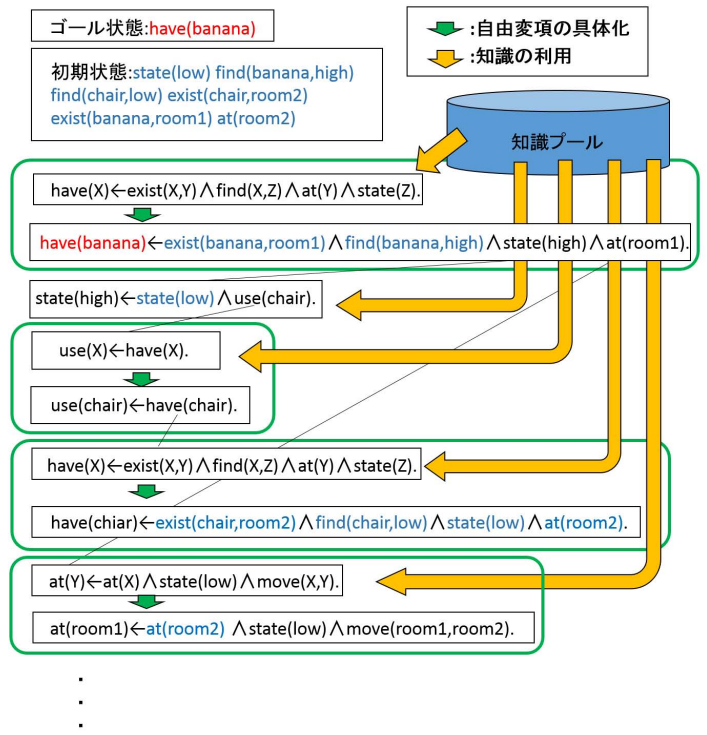 ゴール状態:have(banana)
:自由変項の具体化
:知識の利用
初期状態:state(low) find(banana,high)
find(chair,low) exist(chair,room2)
exist(banana,room1) at(room2)
知識プール
have(X)←exist(X,Y)∧find(X,Z)∧at(Y)∧state(Z).
have(banana)←exist(banana,room1)∧find(banana,high)∧state(high)∧at(room1).
state(high)←state(low)∧use(chair).
use(X)←have(X).
use(chair)←have(chair).
have(X)←exist(X,Y)∧find(X,Z)∧at(Y)∧state(Z).
have(chiar)←exist(chair,room2)∧find(chair,low)∧state(low)∧at(room2).
at(Y)←at(X)∧state(low)∧move(X,Y).
at(room1)←at(room2) ∧state(low)∧move(room1,room2).
・
・
・